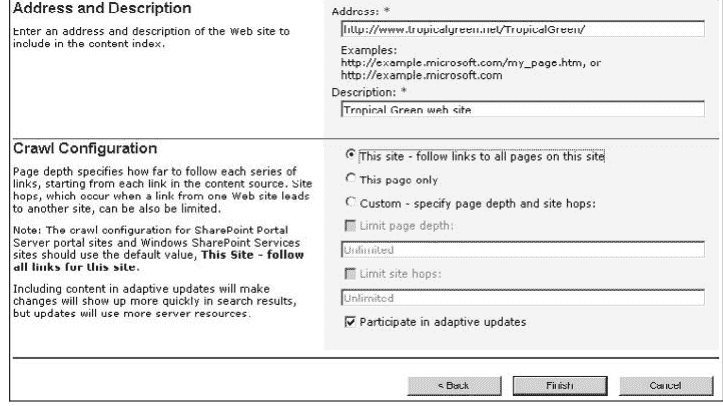 Address and Description
Enter an address and description of the Web site to
include in the content index.
Address: *
http://www.tropicalgreen.net/TropicalGreen/
Examples:
http://example.microsoft.com/my_page.htm, or
http://example.microsoft.com
Description: *
Tropical Green web site
Crawl Configuration
Page depth specifies how far to follow each series of
links, starting from each link in the content source. Site
hops, which occur when a link from one Web site leads
to another site, can be also be limited.
Note: The crawl configuration for SharePoint Portal
Server portal sites and Windows SharePoint Services
sites should use the default value, This Site - follow
all links for this site.
Including content in adaptive updates will make
changes will show up more quickly in search results,
but updates will use more server resources.
This site - follow links to all pages on this site
This page only
Custom - specify page depth and site hops:
Limit page depth:
Unlimited
Limit site hops:
Unlimited
Participate in adaptive updates
< Back
Finish
Cancel